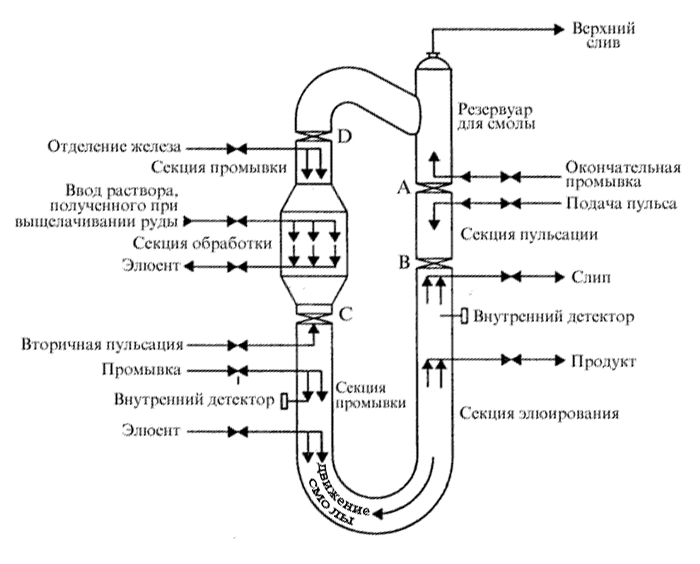 Верхний
слив
Резервуар
для смолы
D
Отделение железа
Секция промывки
Окончательная
промывка
A
Ввод раствора,
полученного при
выщелачивании руды
Подача пульса
Секция пульсации
Секция обработки
Элюент
B
Слип
C
Внутренний детектор
Вторичная пульсация
Промывка
Продукт
Секция
промывки
Внутренний детектор
Секция элюирования
Элюент
движение
смолы